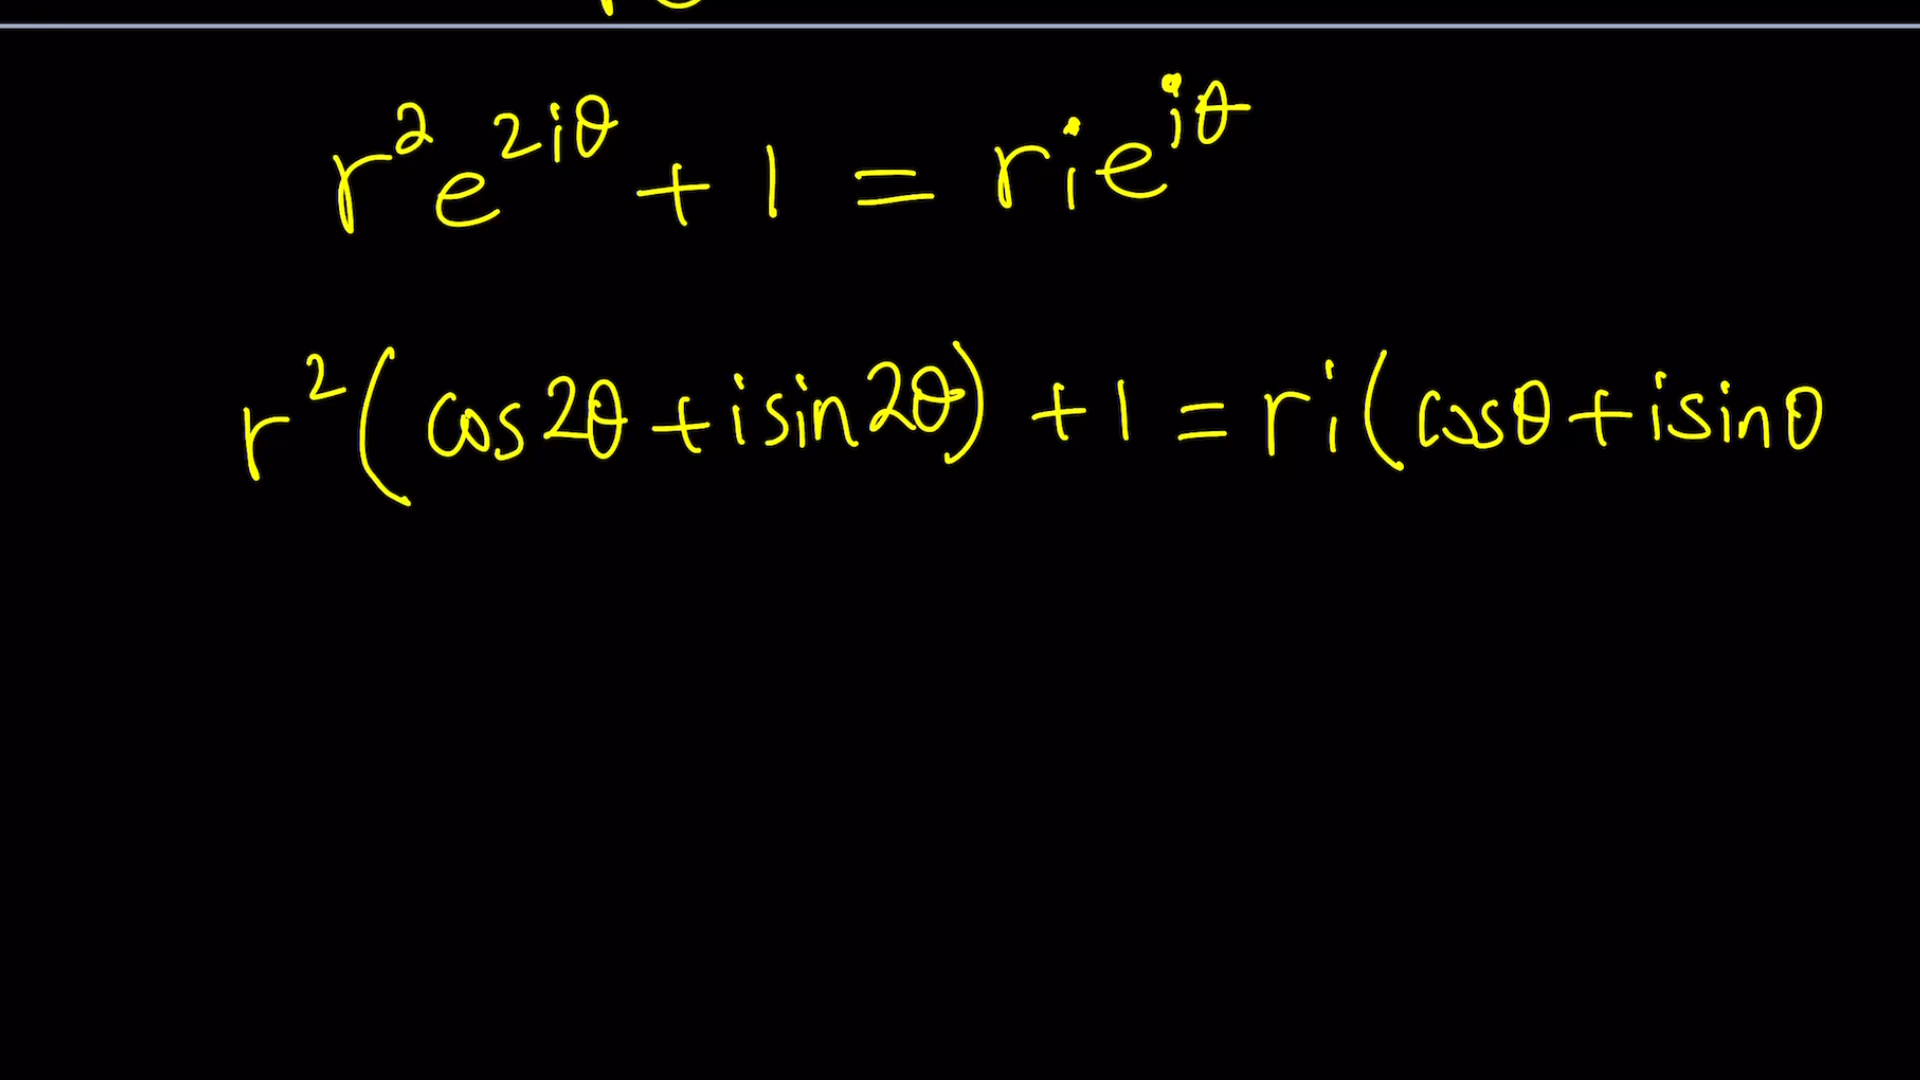 r²e^{2iθ} + 1 = rie^{iθ}
r²(cos2θ + isin2θ) + 1 = ri(cosθ + isinθ